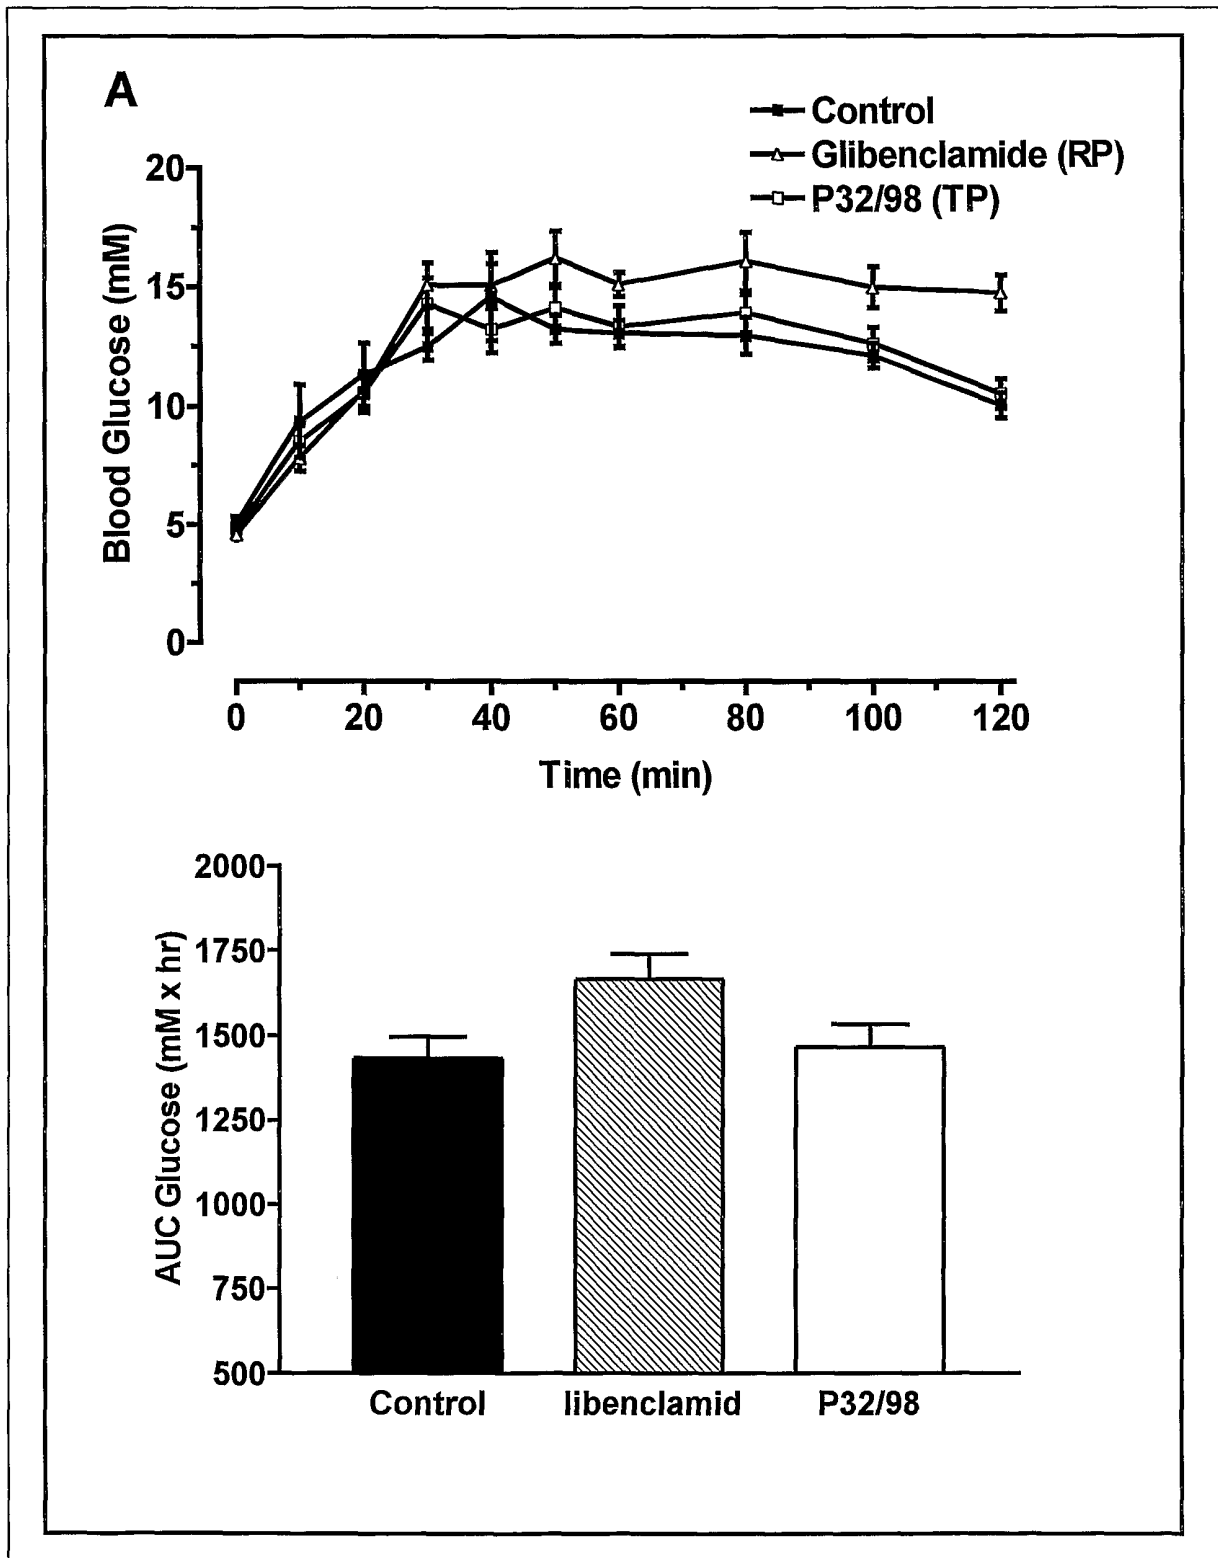 A
Control
Glibenclamide (RP)
P32/98 (TP)
Blood Glucose (mM)
20
15
10
5
0
0 20 40 60 80 100 120
Time (min)
AUC Glucose (mM x hr)
2000
1750
1500
1250
1000
750
500
Control libenclamid P32/98